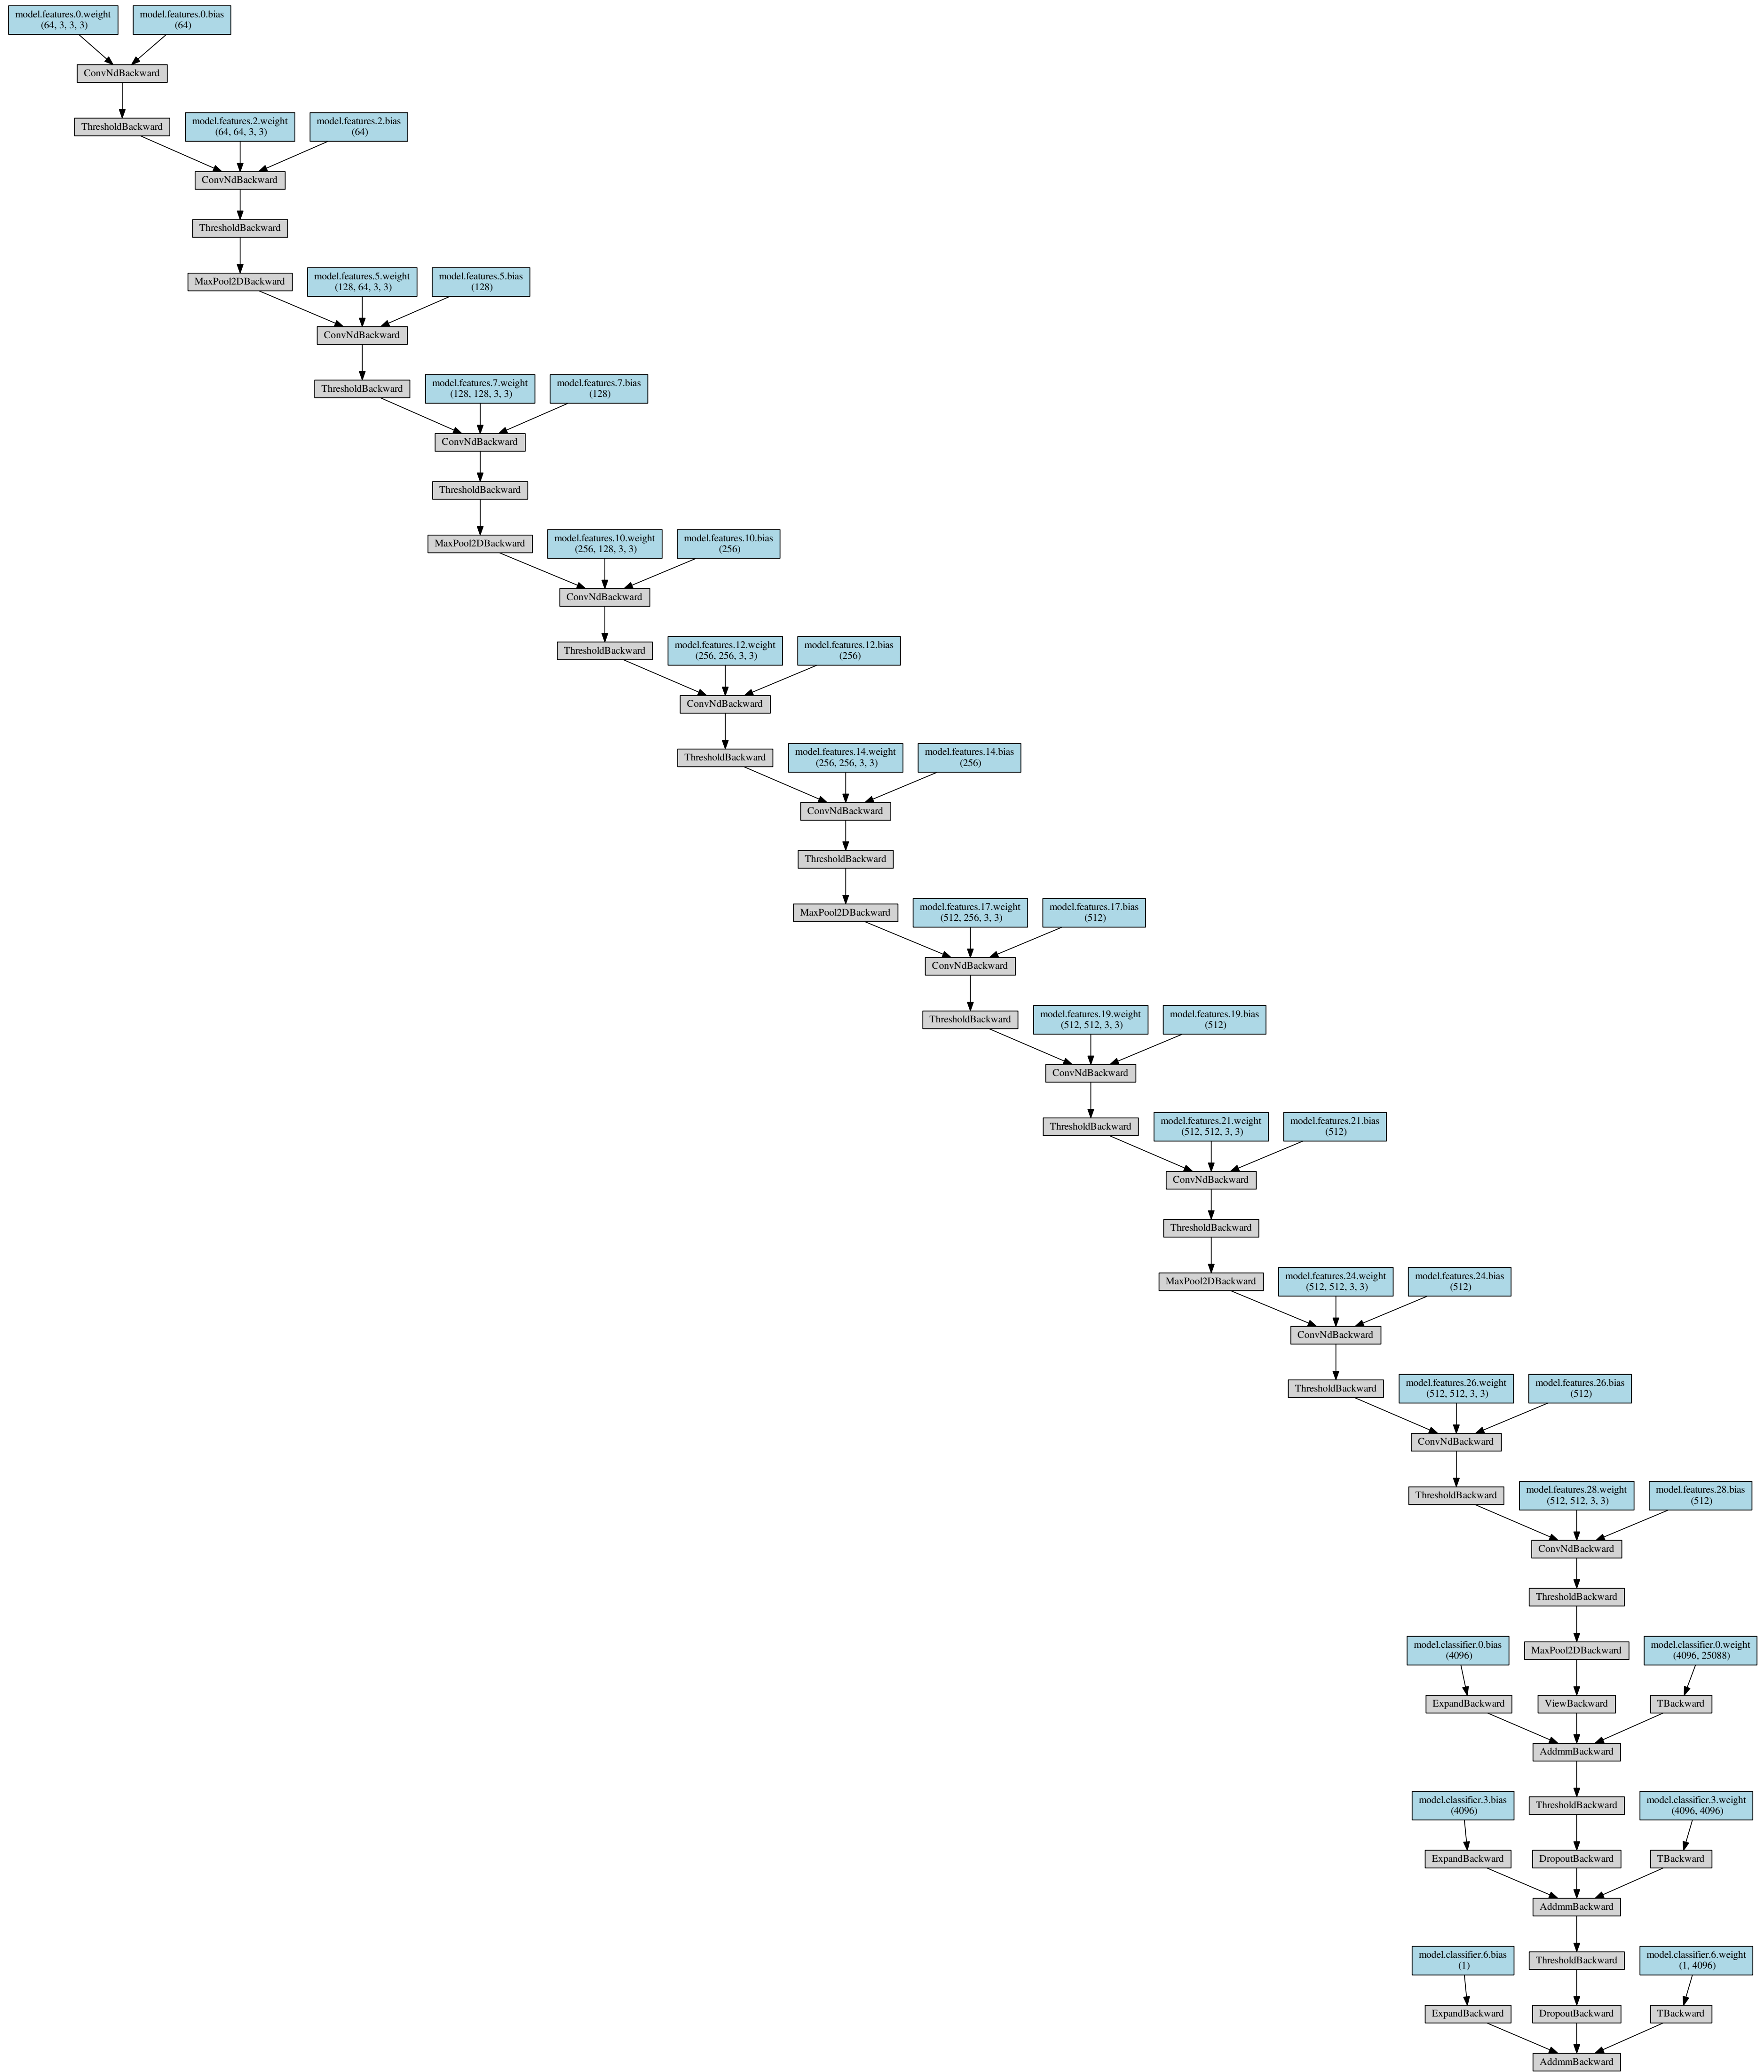 model.features.0.weight
(64, 3, 3, 3)
model.features.0.bias
(64)
ConvNdBackward
ThresholdBackward
model.features.2.weight
(64, 64, 3, 3)
model.features.2.bias
(64)
ConvNdBackward
ThresholdBackward
MaxPool2DBackward
model.features.5.weight
(128, 64, 3, 3)
model.features.5.bias
(128)
ConvNdBackward
ThresholdBackward
model.features.7.weight
(128, 128, 3, 3)
model.features.7.bias
(128)
ConvNdBackward
ThresholdBackward
MaxPool2DBackward
model.features.10.weight
(256, 128, 3, 3)
model.features.10.bias
(256)
ConvNdBackward
ThresholdBackward
model.features.12.weight
(256, 256, 3, 3)
model.features.12.bias
(256)
ConvNdBackward
ThresholdBackward
model.features.14.weight
(256, 256, 3, 3)
model.features.14.bias
(256)
ConvNdBackward
ThresholdBackward
MaxPool2DBackward
model.features.17.weight
(512, 256, 3, 3)
model.features.17.bias
(512)
ConvNdBackward
ThresholdBackward
model.features.19.weight
(512, 512, 3, 3)
model.features.19.bias
(512)
ConvNdBackward
ThresholdBackward
model.features.21.weight
(512, 512, 3, 3)
model.features.21.bias
(512)
ConvNdBackward
ThresholdBackward
MaxPool2DBackward
model.features.24.weight
(512, 512, 3, 3)
model.features.24.bias
(512)
ConvNdBackward
ThresholdBackward
model.features.26.weight
(512, 512, 3, 3)
model.features.26.bias
(512)
ConvNdBackward
ThresholdBackward
model.features.28.weight
(512, 512, 3, 3)
model.features.28.bias
(512)
ConvNdBackward
ThresholdBackward
model.classifier.0.bias
(4096)
MaxPool2DBackward
model.classifier.0.weight
(4096, 25088)
ExpandBackward
ViewBackward
TBackward
AddmmBackward
model.classifier.3.bias
(4096)
ThresholdBackward
model.classifier.3.weight
(4096, 4096)
ExpandBackward
DropoutBackward
TBackward
AddmmBackward
model.classifier.6.bias
(1)
ThresholdBackward
model.classifier.6.weight
(1, 4096)
ExpandBackward
DropoutBackward
TBackward
AddmmBackward